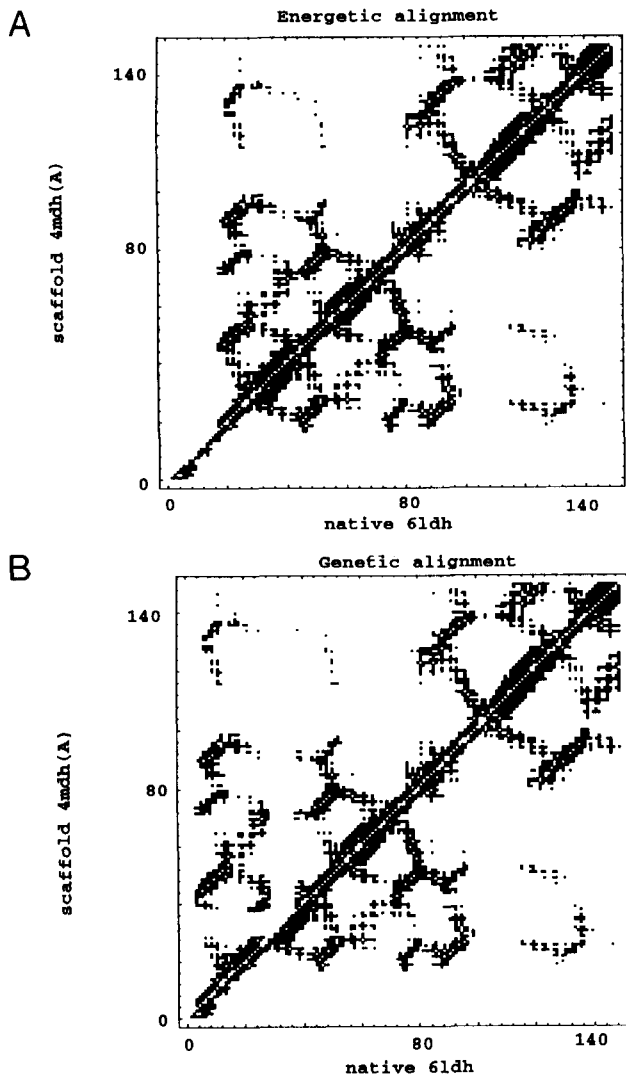 A
Energetic alignment
140
80
0
scaffold 4mdh(A)
0 80 140
native 6ldh
B
Genetic alignment
140
80
0
scaffold 4mdh(A)
0 80 140
native 6ldh